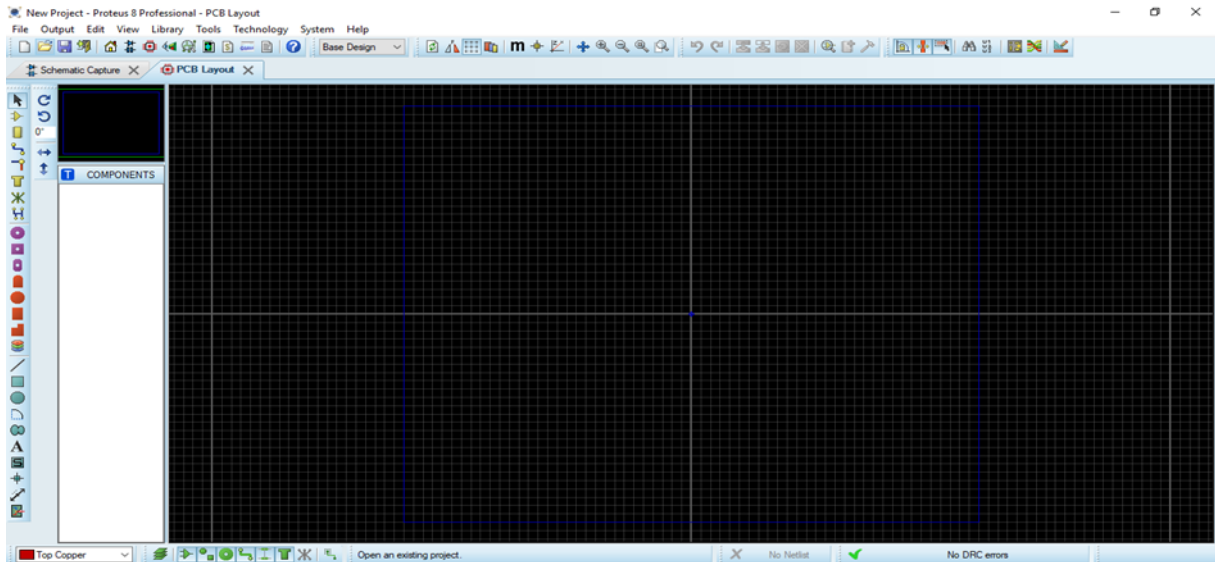 New Project - Proteus 8 Professional - PCB Layout
File Output Edit View Library Tools Technology System Help
Base Design
m
Schematic Capture PCB Layout
0°
T COMPONENTS
A
S
Top Copper
Open an existing project.
No Netlist
No DRC errors